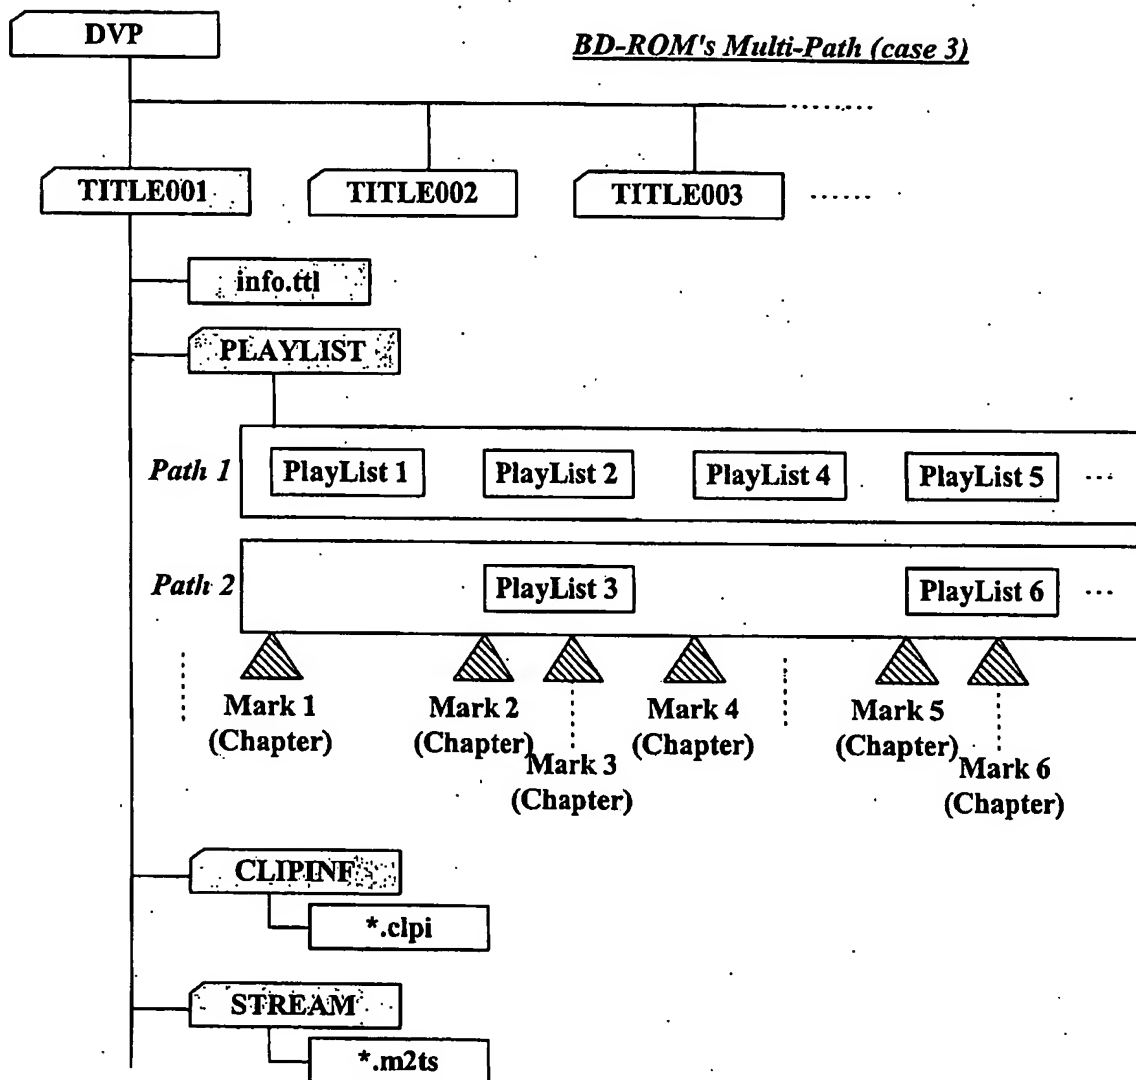 DVP
BD-ROM's Multi-Path (case 3)
TITLE001
TITLE002
TITLE003
info.ttl
PLAYLIST
Path 1
PlayList 1
PlayList 2
PlayList 4
PlayList 5
Path 2
PlayList 3
PlayList 6
Mark 1
(Chapter)
Mark 2
(Chapter)
Mark 3
(Chapter)
Mark 4
(Chapter)
Mark 5
(Chapter)
Mark 6
(Chapter)
CLIPINF
*.clpi
STREAM
*.m2ts